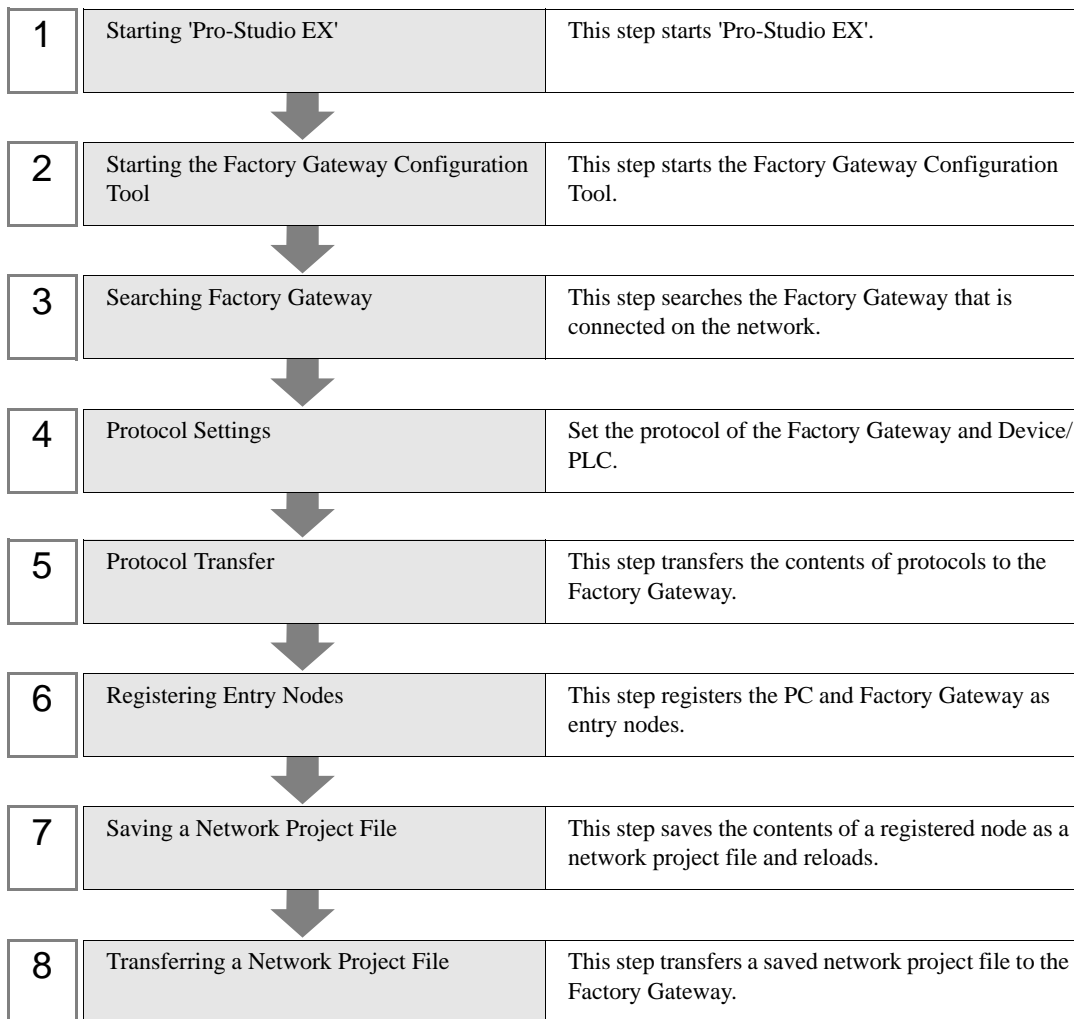 1
Starting 'Pro-Studio EX'
This step starts 'Pro-Studio EX'.
2
Starting the Factory Gateway Configuration
Tool
This step starts the Factory Gateway Configuration
Tool.
3
Searching Factory Gateway
This step searches the Factory Gateway that is
connected on the network.
4
Protocol Settings
Set the protocol of the Factory Gateway and Device/
PLC.
5
Protocol Transfer
This step transfers the contents of protocols to the
Factory Gateway.
6
Registering Entry Nodes
This step registers the PC and Factory Gateway as
entry nodes.
7
Saving a Network Project File
This step saves the contents of a registered node as a
network project file and reloads.
8
Transferring a Network Project File
This step transfers a saved network project file to the
Factory Gateway.